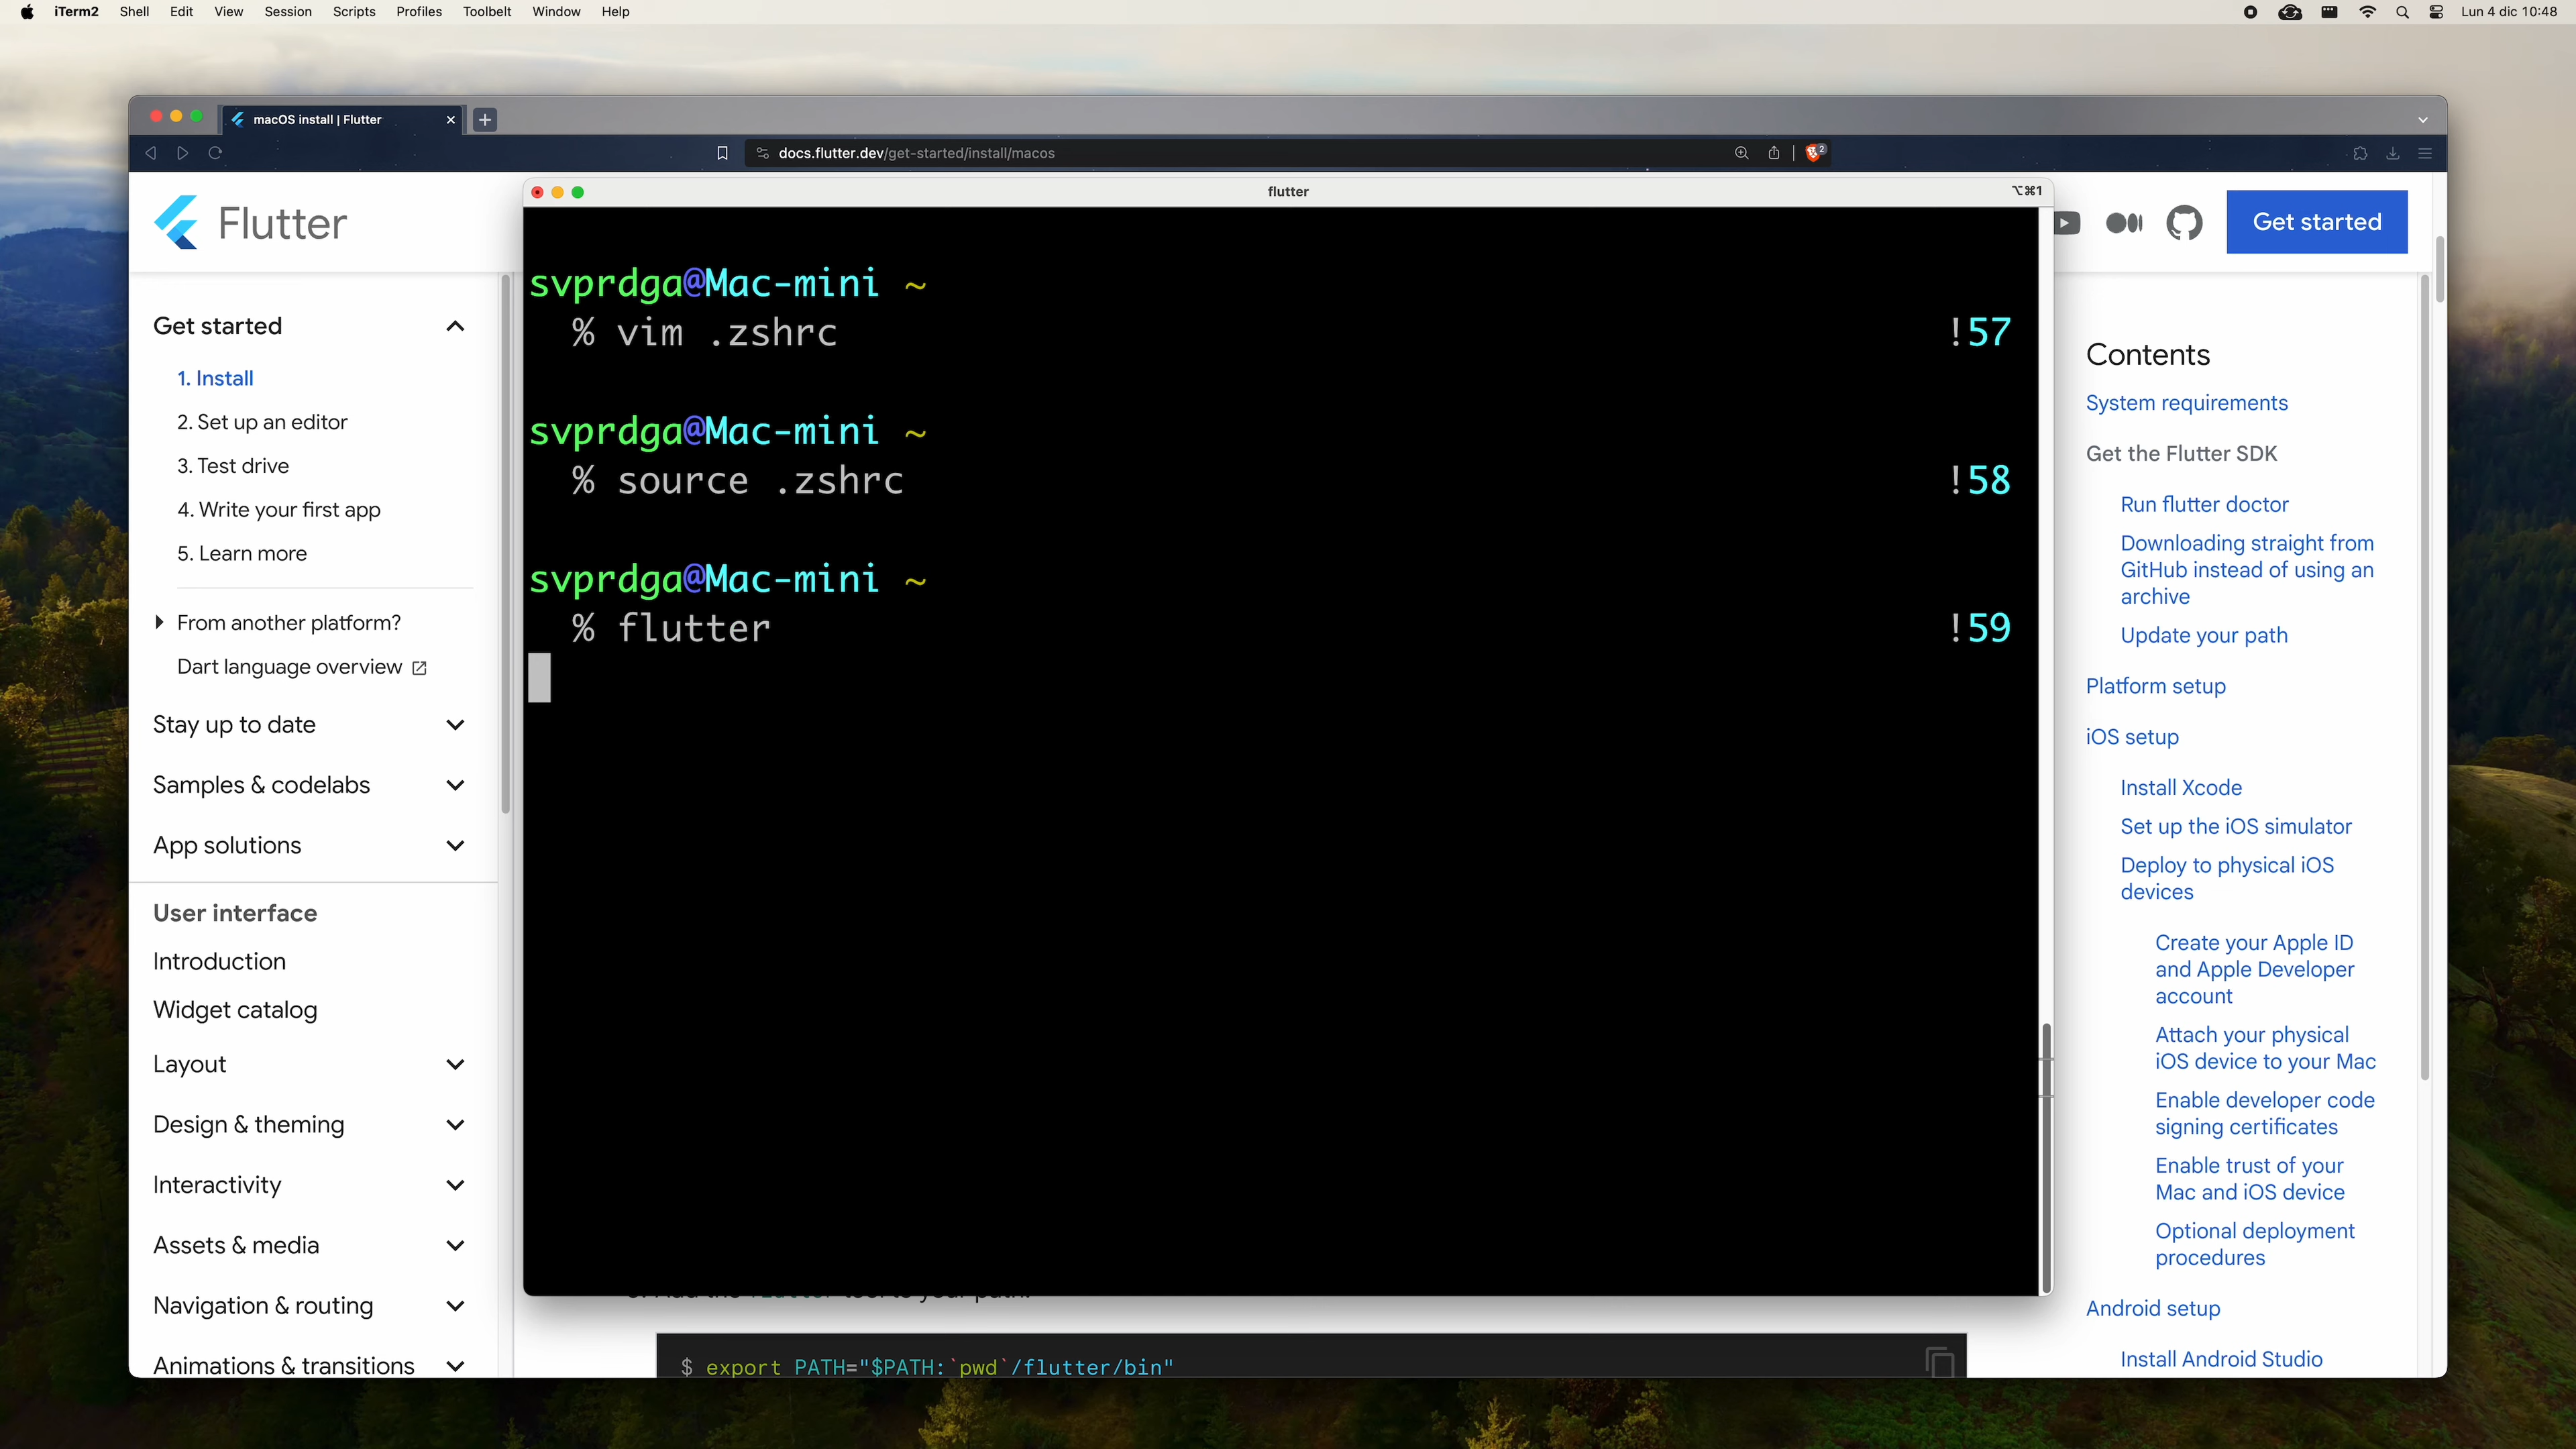 iTerm2 Shell Edit View Session Scripts Profiles Toolbelt Window Help
Lun 4 dic 10:48
macOS install | Flutter
docs.flutter.dev/get-started/install/macos
2
flutter
⌥⌘1
Flutter
Get started
Get started
1. Install
2. Set up an editor
3. Test drive
4. Write your first app
5. Learn more
From another platform?
Dart language overview
Stay up to date
Samples & codelabs
App solutions
User interface
Introduction
Widget catalog
Layout
Design & theming
Interactivity
Assets & media
Navigation & routing
Animations & transitions
svprdga@Mac-mini ~
% vim .zshrc !57
svprdga@Mac-mini ~
% source .zshrc !58
svprdga@Mac-mini ~
% flutter !59
$ export PATH="$PATH:`pwd`/flutter/bin"
Contents
System requirements
Get the Flutter SDK
Run flutter doctor
Downloading straight from
GitHub instead of using an
archive
Update your path
Platform setup
iOS setup
Install Xcode
Set up the iOS simulator
Deploy to physical iOS
devices
Create your Apple ID
and Apple Developer
account
Attach your physical
iOS device to your Mac
Enable developer code
signing certificates
Enable trust of your
Mac and iOS device
Optional deployment
procedures
Android setup
Install Android Studio